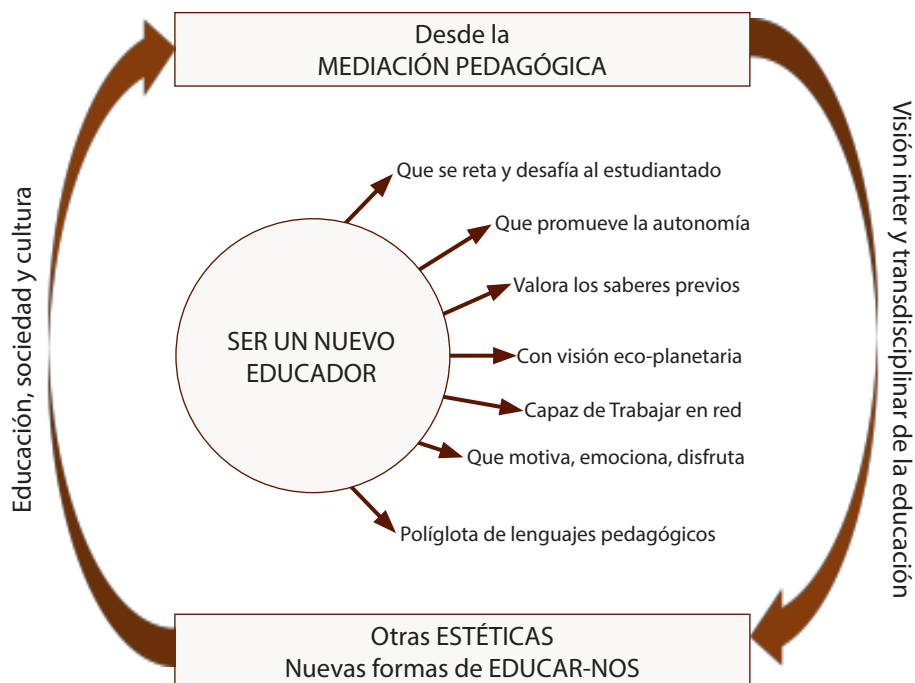 Desde la
MEDIACIÓN PEDAGÓGICA
Educación, sociedad y cultura
Visión inter y transdisciplinar de la educación
SER UN NUEVO
EDUCADOR
Que se reta y desafía al estudiantado
Que promueve la autonomía
Valora los saberes previos
Con visión eco-planetaria
Capaz de Trabajar en red
Que motiva, emociona, disfruta
Políglota de lenguajes pedagógicos
Otras ESTÉTICAS
Nuevas formas de EDUCAR-NOS